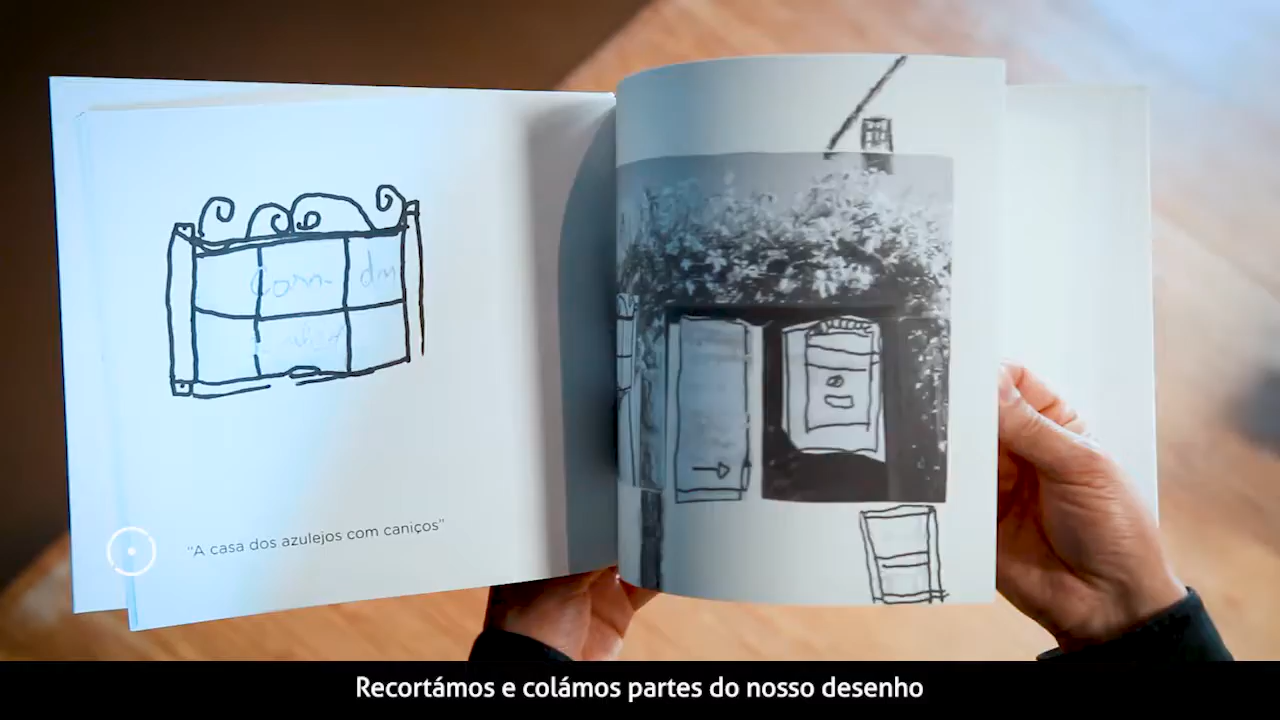 “A casa dos azulejos com caniços”
Recortámos e colámos partes do nosso desenho